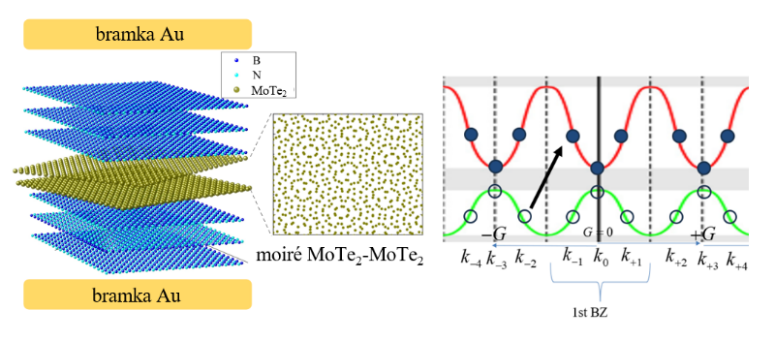 bramka Au
B
N
MoTe₂
moiré MoTe₂-MoTe₂
bramka Au
-G
G = 0
+G
k₋₄ k₋₃ k₋₂ k₋₁ k₀ k₊₁ k₊₂ k₊₃ k₊₄
1st BZ